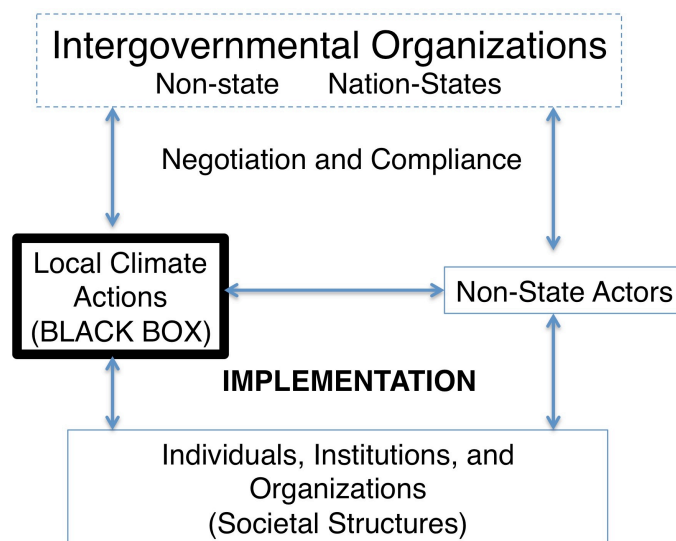 Intergovernmental Organizations
Non-state Nation-States
Negotiation and Compliance
Local Climate
Actions
(BLACK BOX)
Non-State Actors
IMPLEMENTATION
Individuals, Institutions, and
Organizations
(Societal Structures)